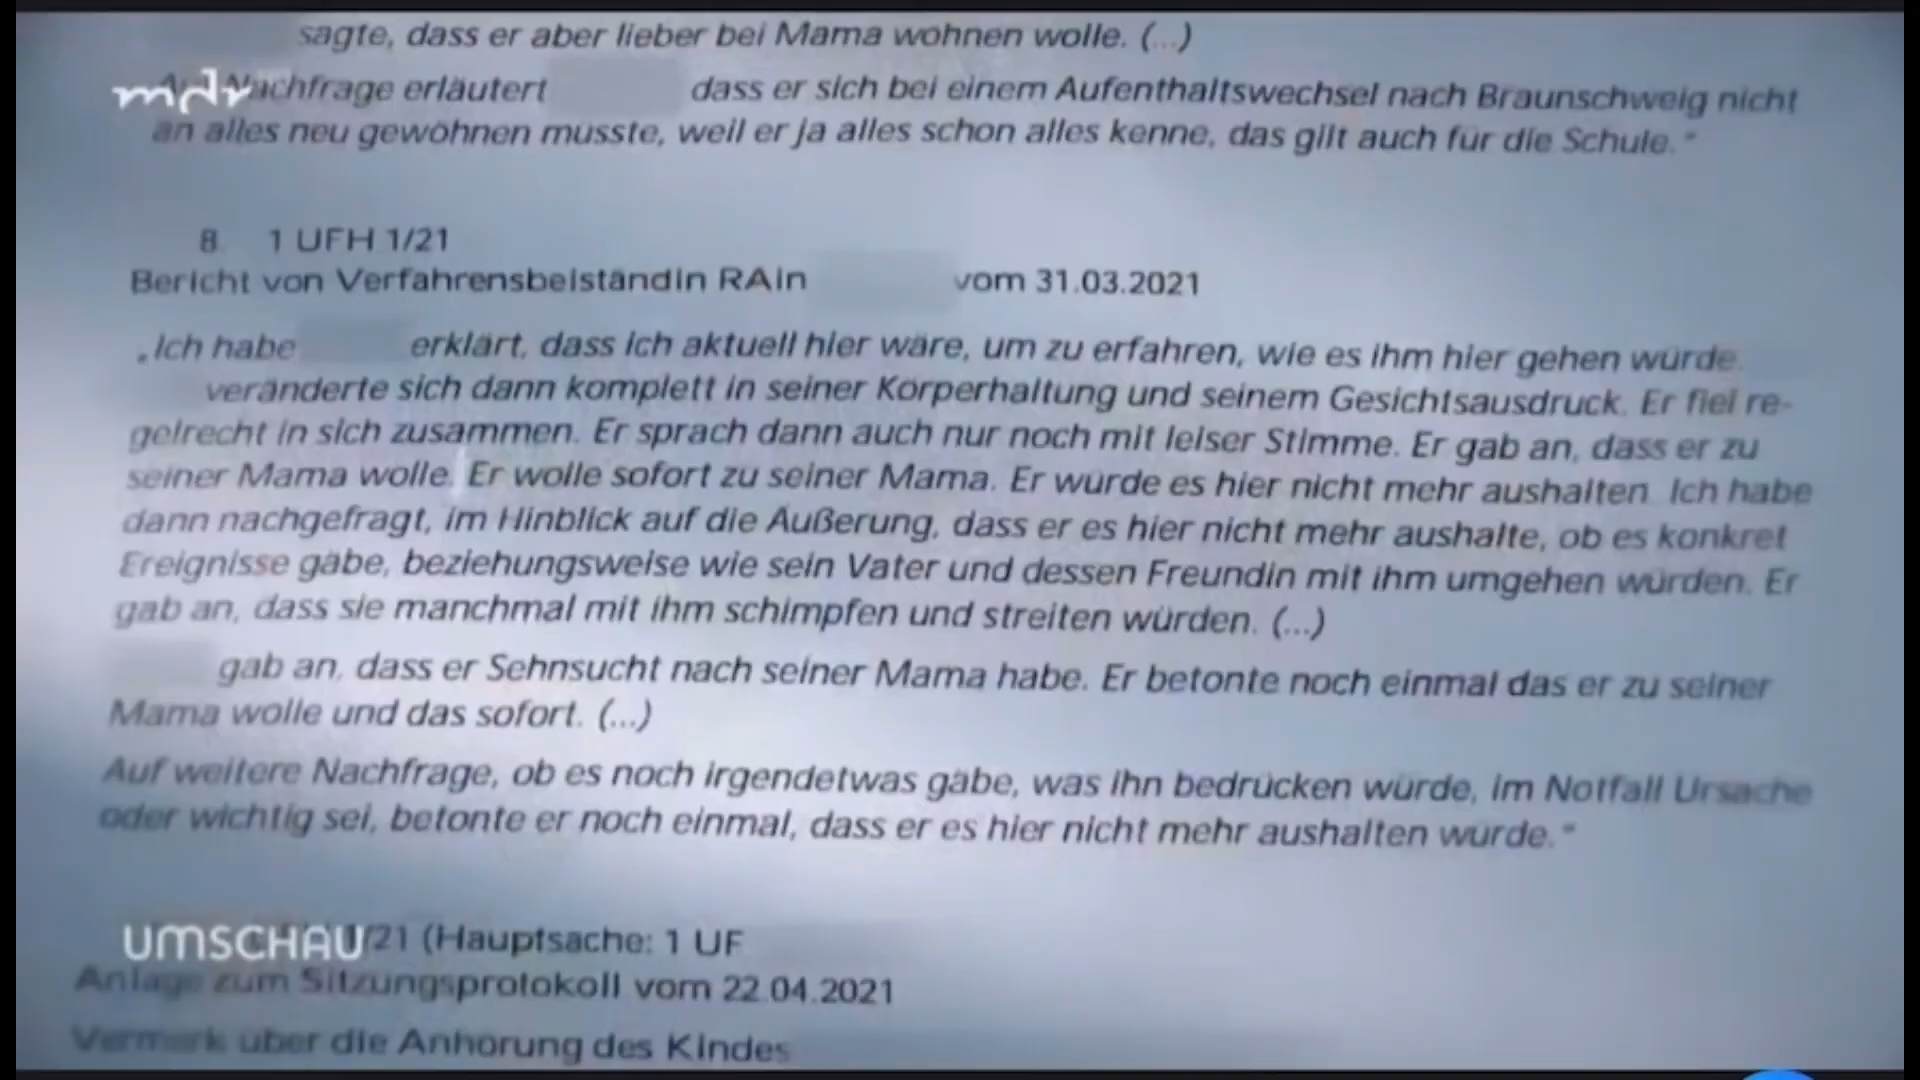 sagte, dass er aber lieber bei Mama wohnen wolle. (...)
mdr
Nachfrage erläutert dass er sich bei einem Aufenthaltswechsel nach Braunschweig nicht
an alles neu gewöhnen müsste, weil er ja alles schon alles kenne, das gilt auch für die Schule."
8. 1 UFH 1/21
Bericht von Verfahrensbeiständin RAin vom 31.03.2021
„Ich habe erklärt, dass ich aktuell hier wäre, um zu erfahren, wie es ihm hier gehen würde.
veränderte sich dann komplett in seiner Körperhaltung und seinem Gesichtsausdruck. Er fiel re-
gelrecht in sich zusammen. Er sprach dann auch nur noch mit leiser Stimme. Er gab an, dass er zu
seiner Mama wolle. Er wolle sofort zu seiner Mama. Er würde es hier nicht mehr aushalten. Ich habe
dann nachgefragt, im Hinblick auf die Äußerung, dass er es hier nicht mehr aushalte, ob es konkret
Ereignisse gäbe, beziehungsweise wie sein Vater und dessen Freundin mit ihm umgehen würden. Er
gab an, dass sie manchmal mit ihm schimpfen und streiten würden. (...)
gab an, dass er Sehnsucht nach seiner Mama habe. Er betonte noch einmal das er zu seiner
Mama wolle und das sofort. (...)
Auf weitere Nachfrage, ob es noch irgendetwas gäbe, was ihn bedrücken würde, im Notfall Ursache
oder wichtig sei, betonte er noch einmal, dass er es hier nicht mehr aushalten würde."
UMSCHAU
/21 (Hauptsache: 1 UF
Anlage zum Sitzungsprotokoll vom 22.04.2021
Vermerk über die Anhörung des Kindes